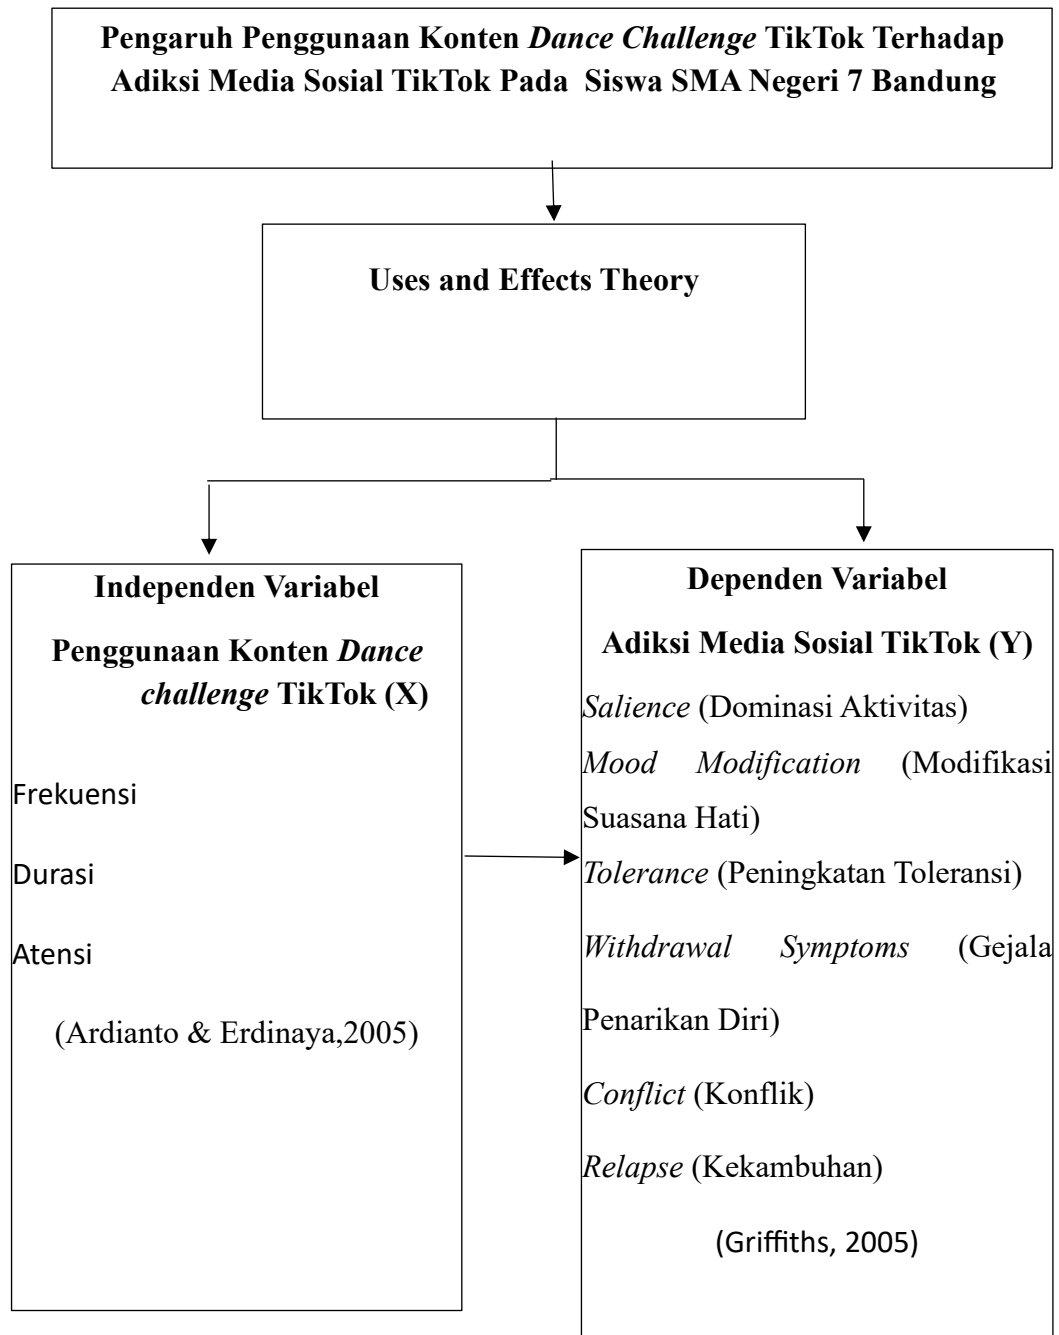 Pengaruh Penggunaan Konten Dance Challenge TikTok Terhadap
Adiksi Media Sosial TikTok Pada Siswa SMA Negeri 7 Bandung
Uses and Effects Theory
Independen Variabel
Penggunaan Konten Dance
challenge TikTok (X)
Frekuensi
Durasi
Atensi
(Ardianto & Erdinaya,2005)
Dependen Variabel
Adiksi Media Sosial TikTok (Y)
Salience (Dominasi Aktivitas)
Mood Modification (Modifikasi
Suasana Hati)
Tolerance (Peningkatan Toleransi)
Withdrawal Symptoms (Gejala
Penarikan Diri)
Conflict (Konflik)
Relapse (Kekambuhan)
(Griffiths, 2005)